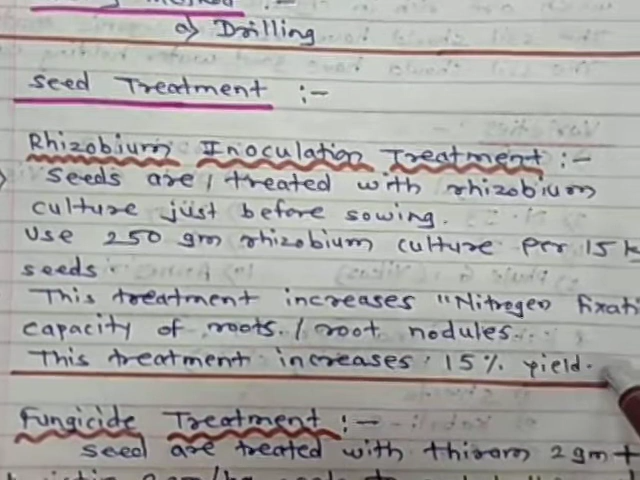 a) Drilling
Seed Treatment :-
Rhizobium Inoculation Treatment :-
Seeds are / treated with rhizobium
culture just before sowing.
Use 250 gm rhizobium culture per 15 k
seeds
This treatment increases "Nitrogen fixati
capacity of roots. / root nodules.
This treatment increases 15% yield.
Fungicide Treatment :-
seed are treated with thiram 2gm +